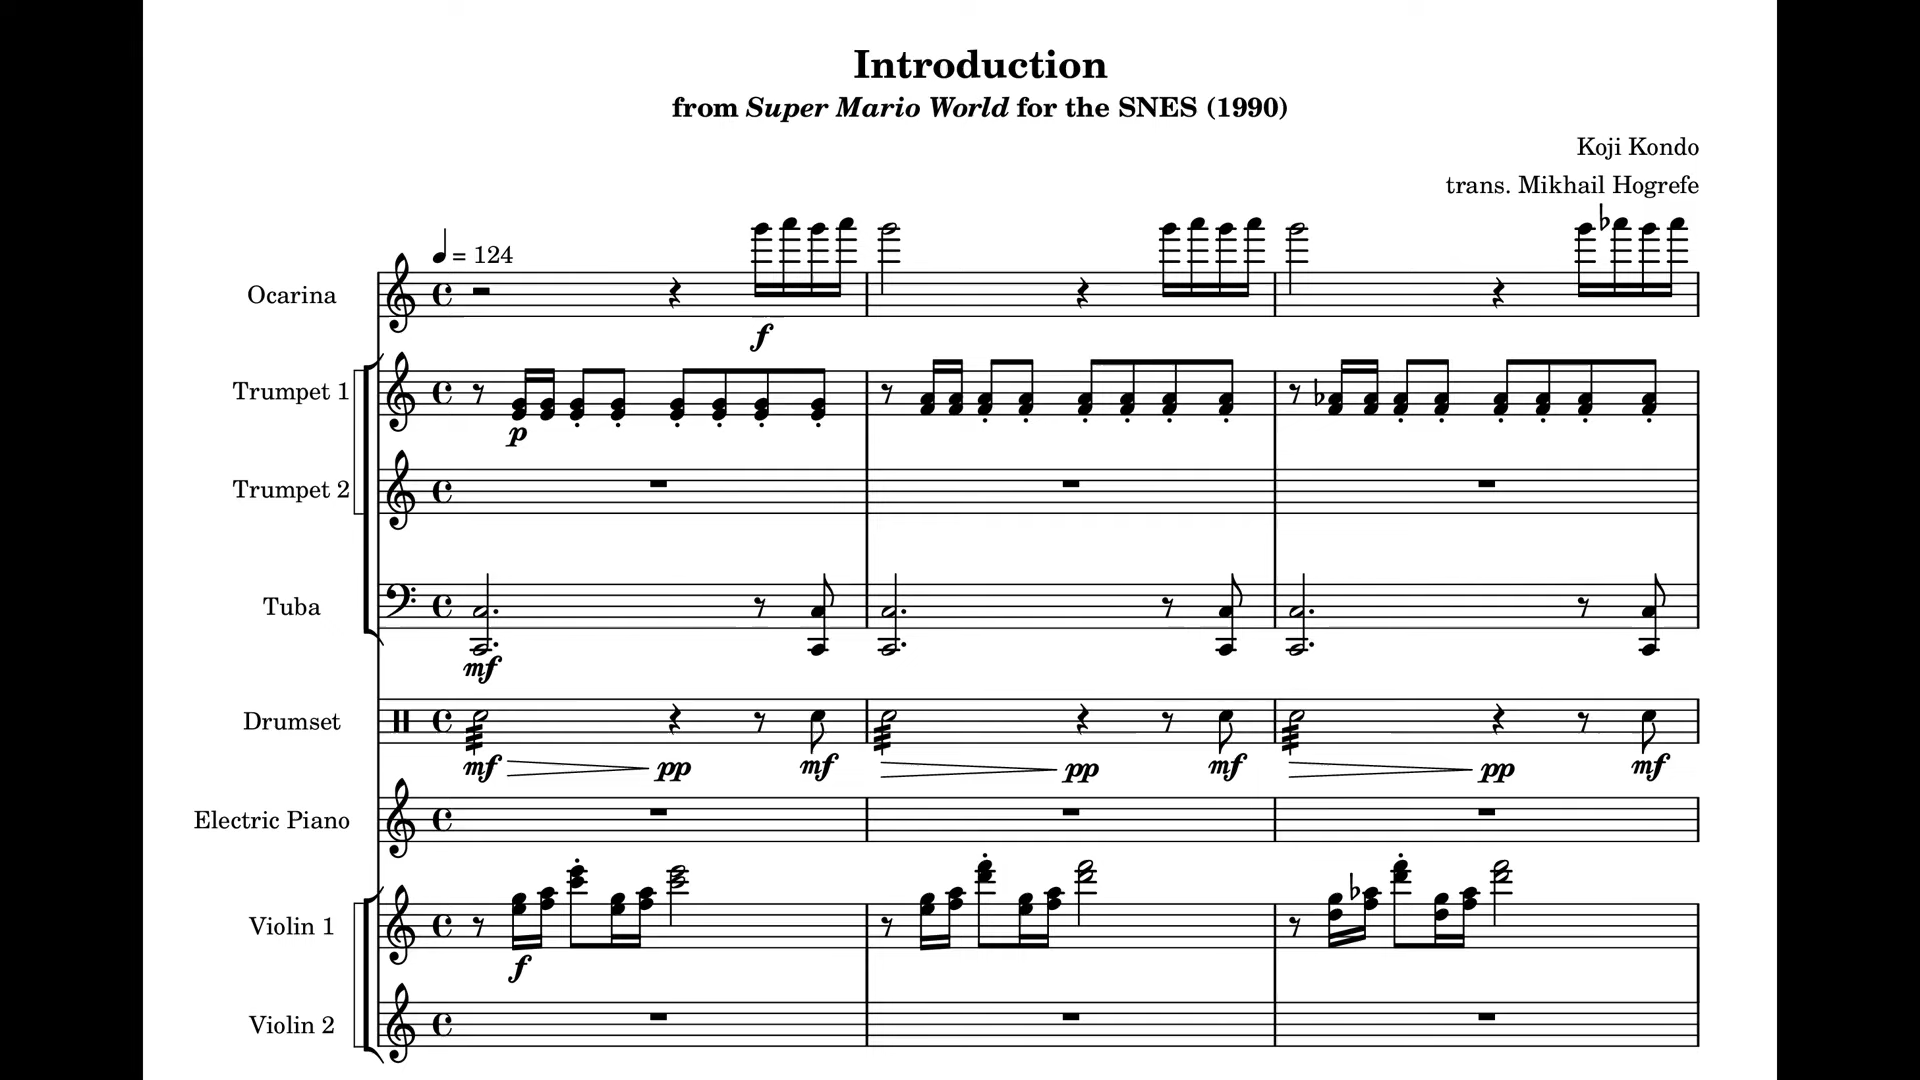 Introduction
from Super Mario World for the SNES (1990)
Koji Kondo
trans. Mikhail Hogrefe
= 124
Ocarina
f
Trumpet 1
p
Trumpet 2
Tuba
mf
Drumset
mf pp mf pp mf pp mf
Electric Piano
Violin 1
f
Violin 2